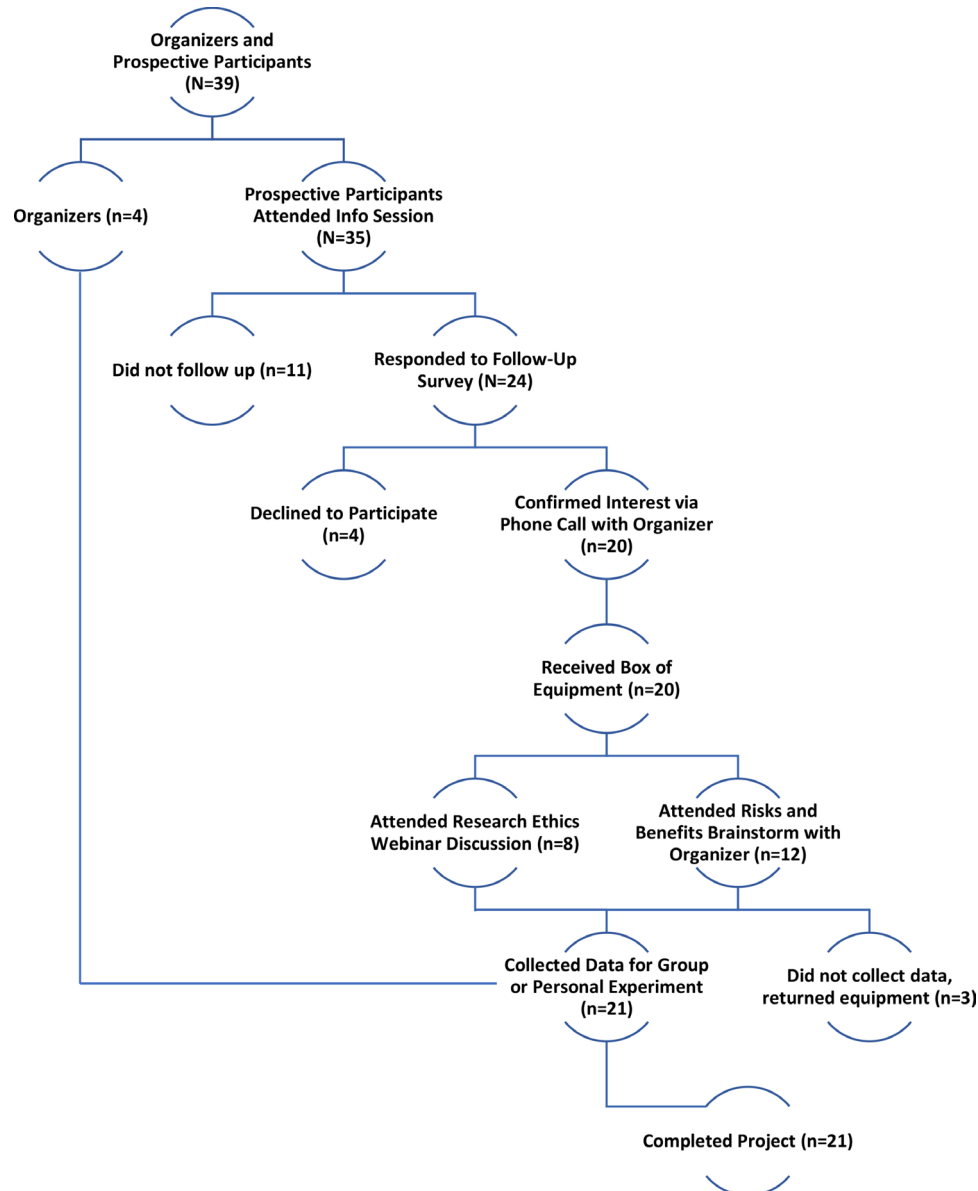 Organizers and
Prospective Participants
(N=39)
Organizers (n=4)
Prospective Participants
Attended Info Session
(N=35)
Did not follow up (n=11)
Responded to Follow-Up
Survey (N=24)
Declined to Participate
(n=4)
Confirmed Interest via
Phone Call with Organizer
(n=20)
Received Box of
Equipment (n=20)
Attended Research Ethics
Webinar Discussion (n=8)
Attended Risks and
Benefits Brainstorm with
Organizer (n=12)
Collected Data for Group
or Personal Experiment
(n=21)
Did not collect data,
returned equipment (n=3)
Completed Project (n=21)